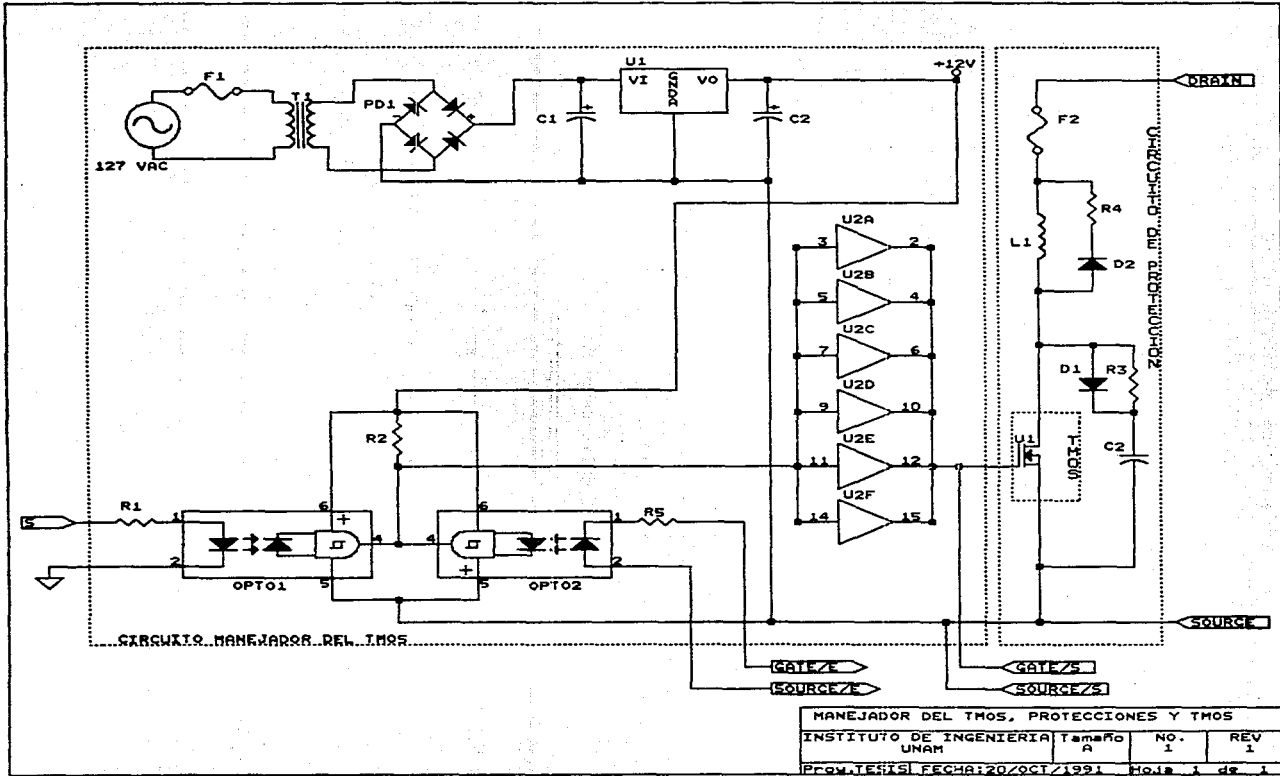 U1
+12V
F1
T1
VI
GND
VO
DRAIN
PD1
C1
C2
F2
127 VAC
CIRCUITO DE PROTECCION
R4
L1
D2
U2A
3
2
U2B
5
4
U2C
7
6
U2D
9
10
U2E
11
12
U2F
14
15
D1
R3
R2
U1
TMOS
C2
S
R1
1
2
6
+
4
5
OPTO1
4
6
+
5
OPTO2
1
2
R5
CIRCUITO MANEJADOR DEL TMOS
SOURCE
GATE/E
SOURCE/E
GATE/S
SOURCE/S
MANEJADOR DEL TMOS, PROTECCIONES Y TMOS
INSTITUTO DE INGENIERIA
UNAM
Tamaño
A
NO.
1
REV
1
Proy.TESIS
FECHA:20/OCT/1991
Hoja 1 de 1